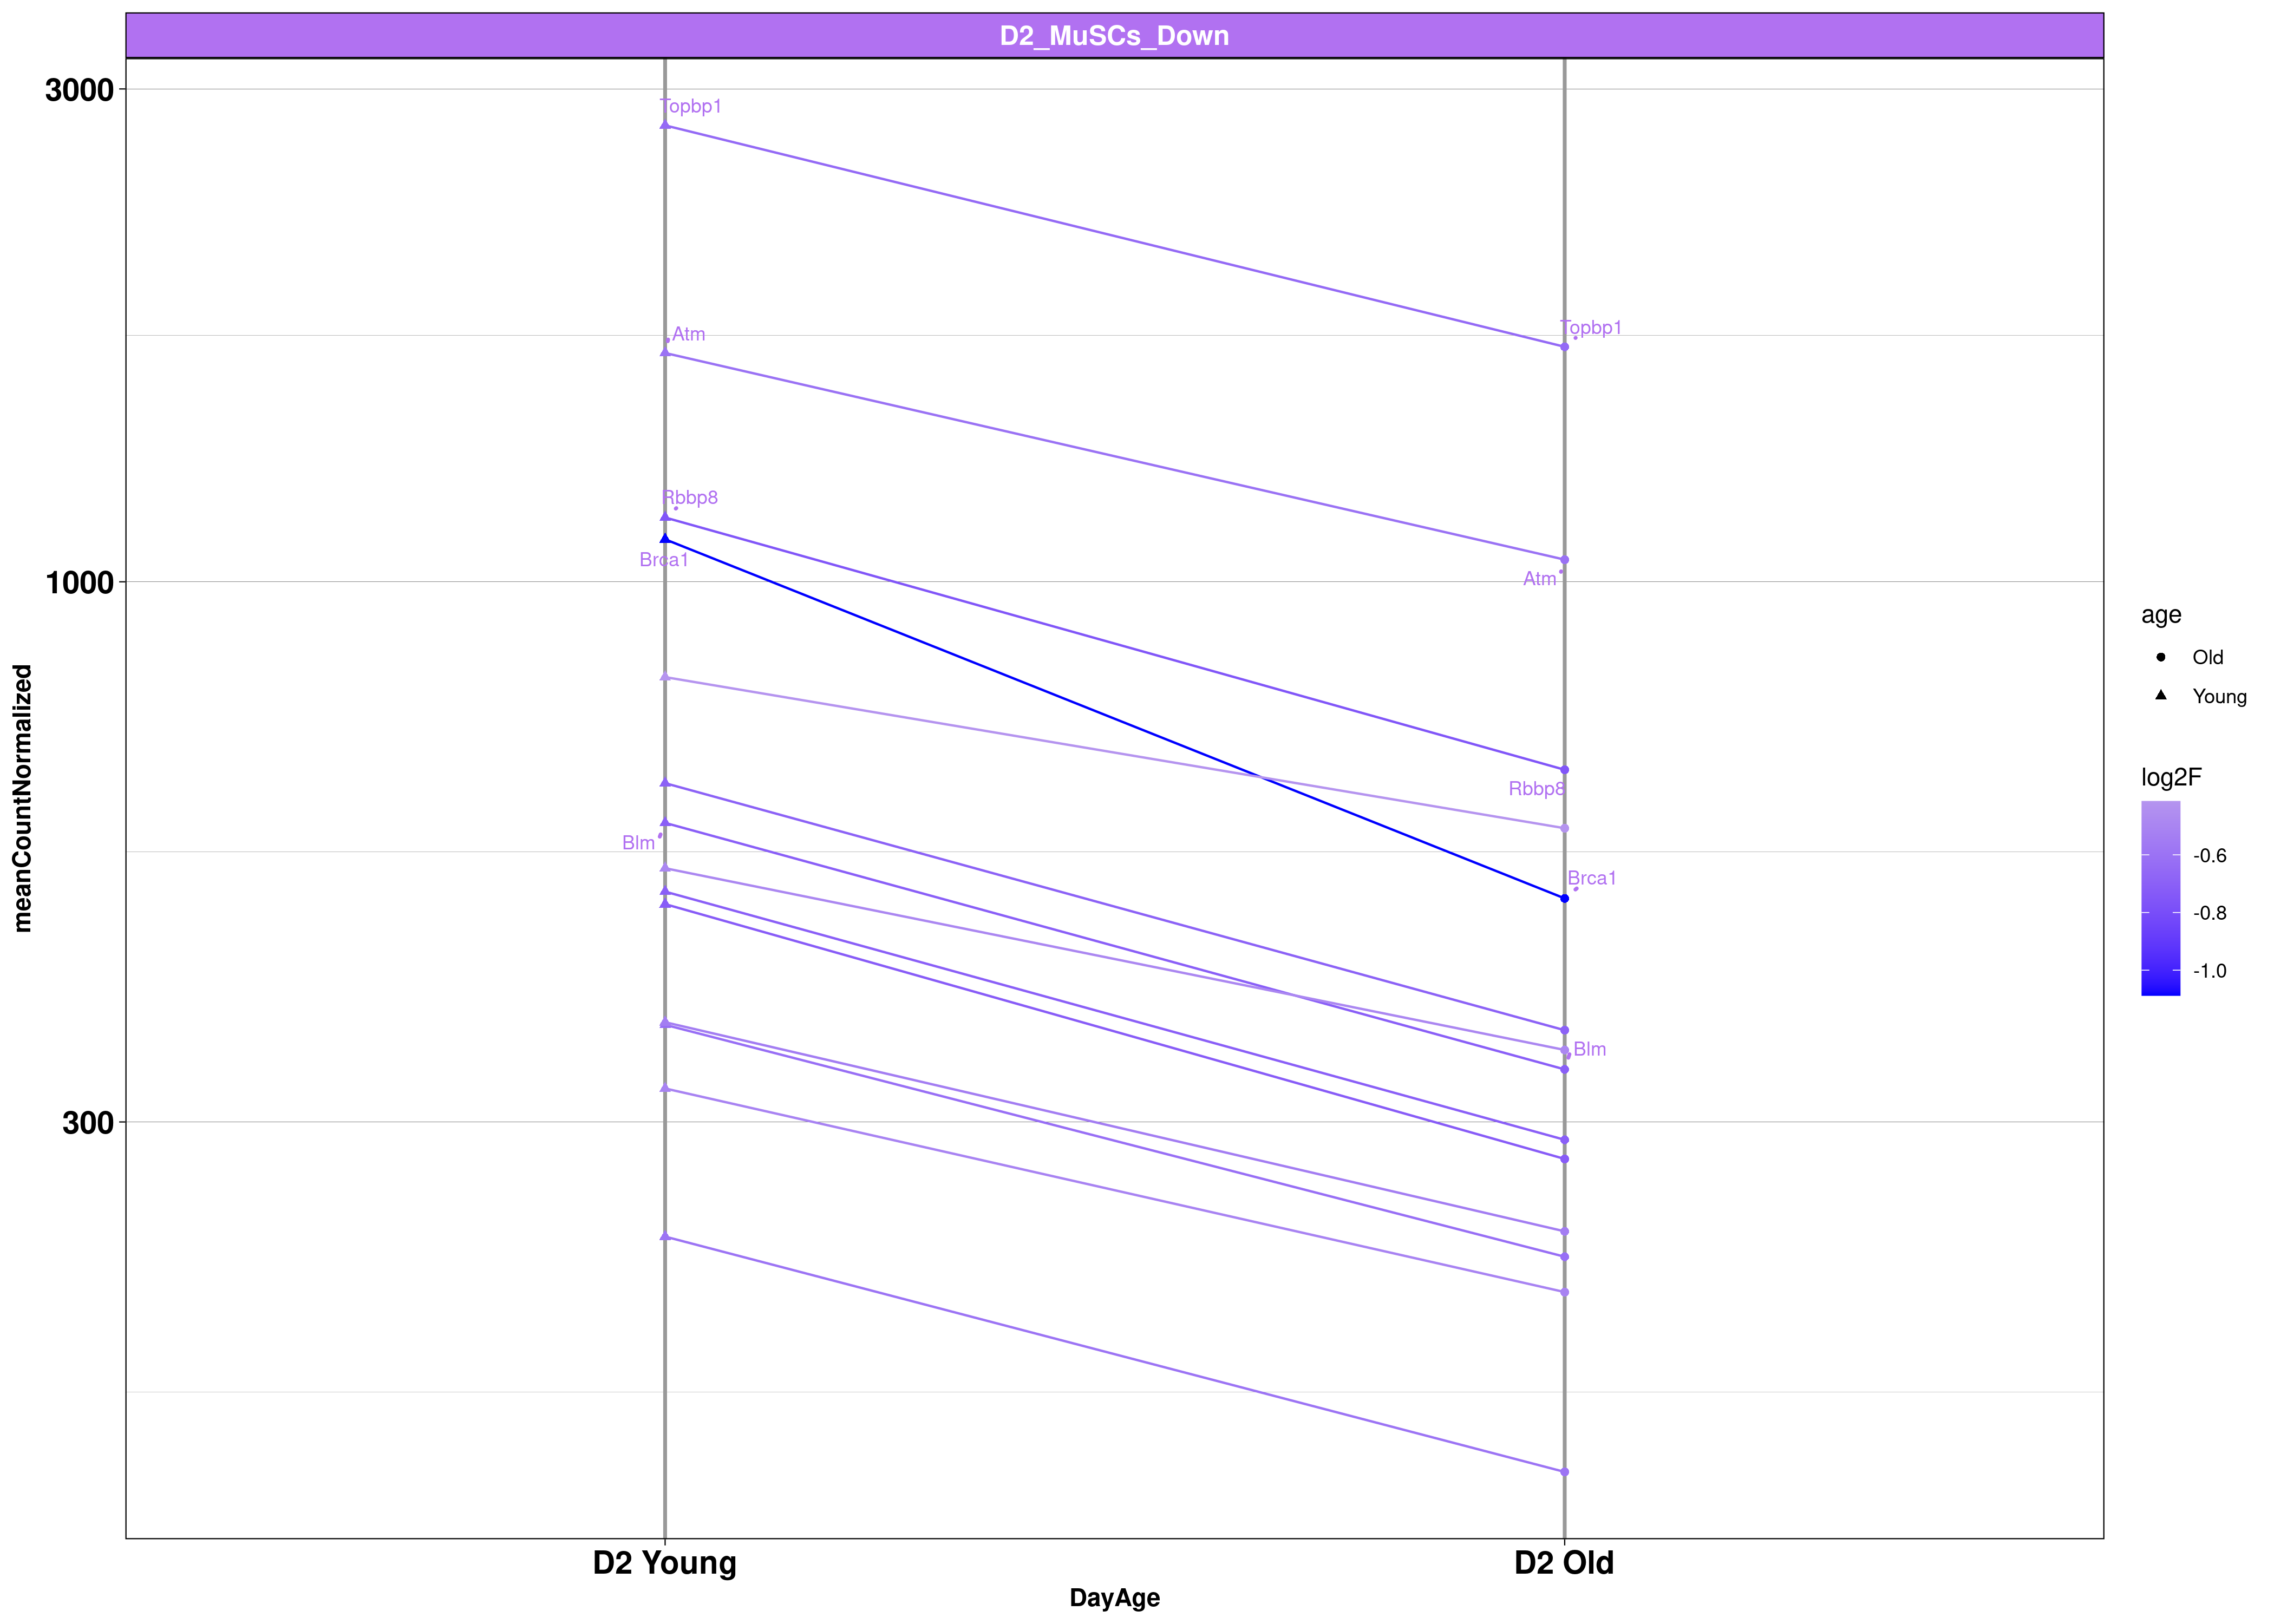 D2_MuSCs_Down
3000
1000
300
meanCountNormalized
Topbp1
Topbp1
Atm
Rbbp8
Brca1
Atm
Rbbp8
Blm
Brca1
Blm
D2 Young
D2 Old
DayAge
age
Old
Young
log2F
-0.6
-0.8
-1.0